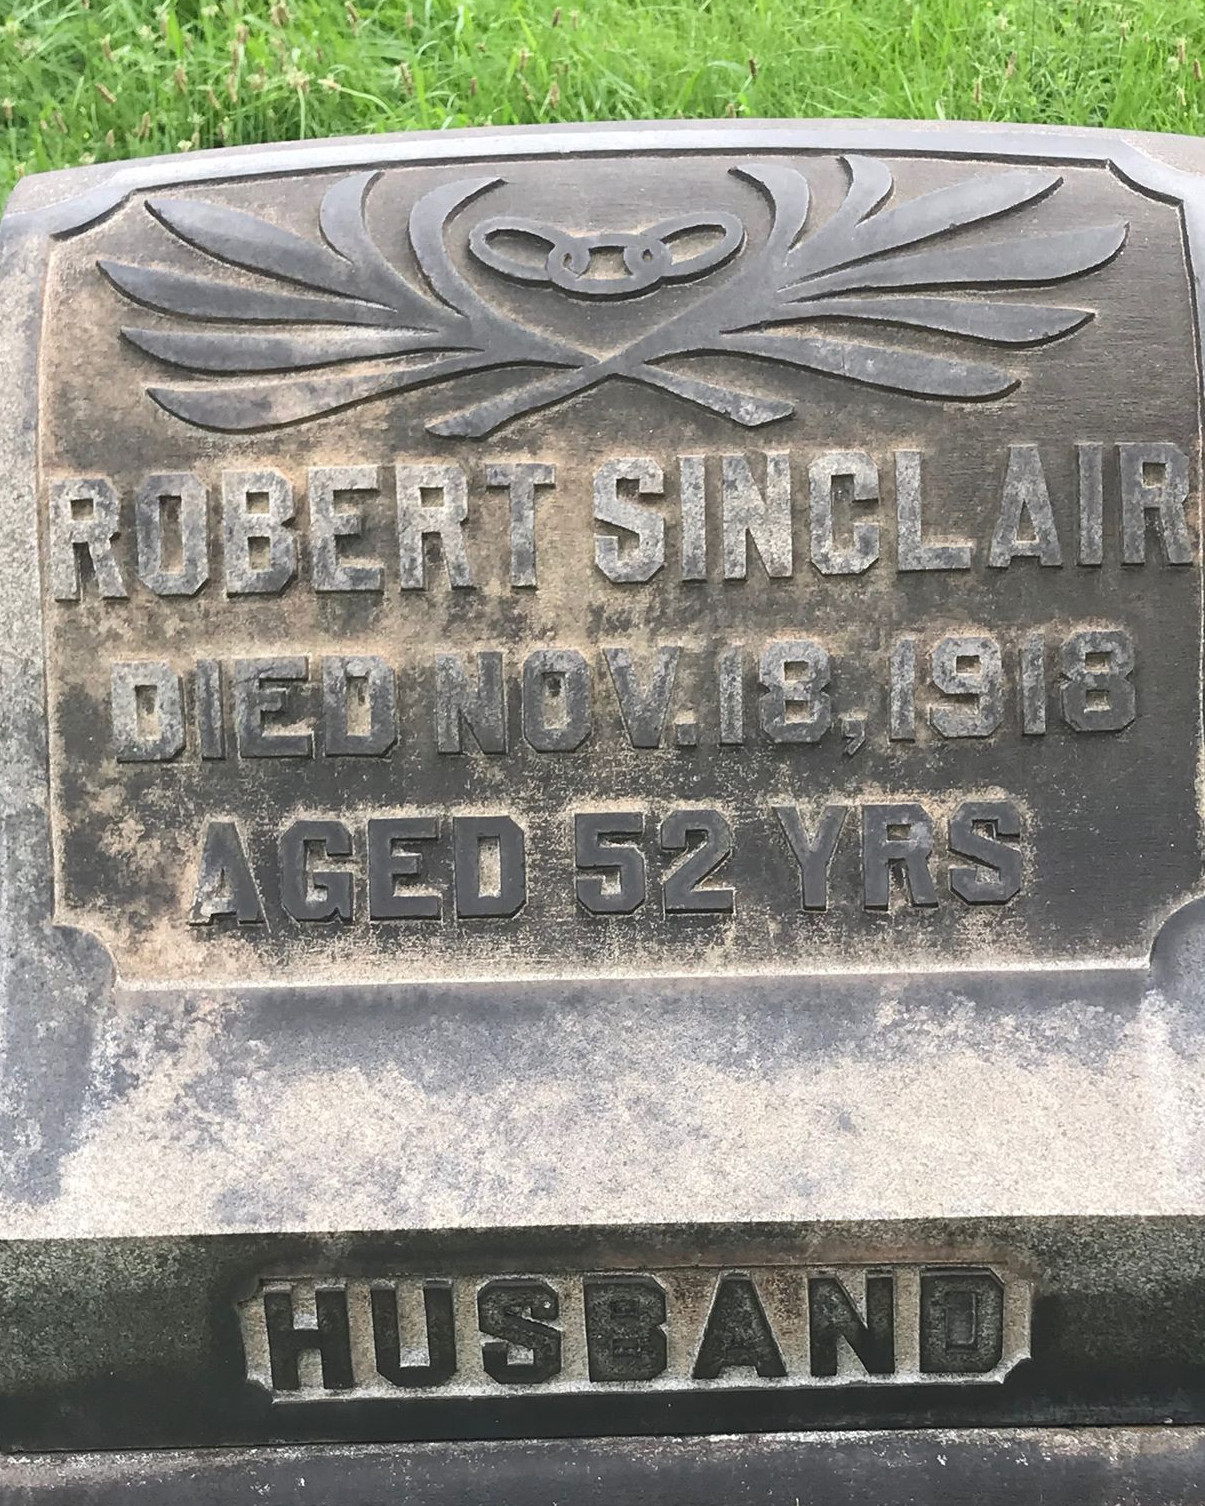 ROBERT SINCLAIR
DIED NOV. 18, 1918
AGED 52 YRS
HUSBAND